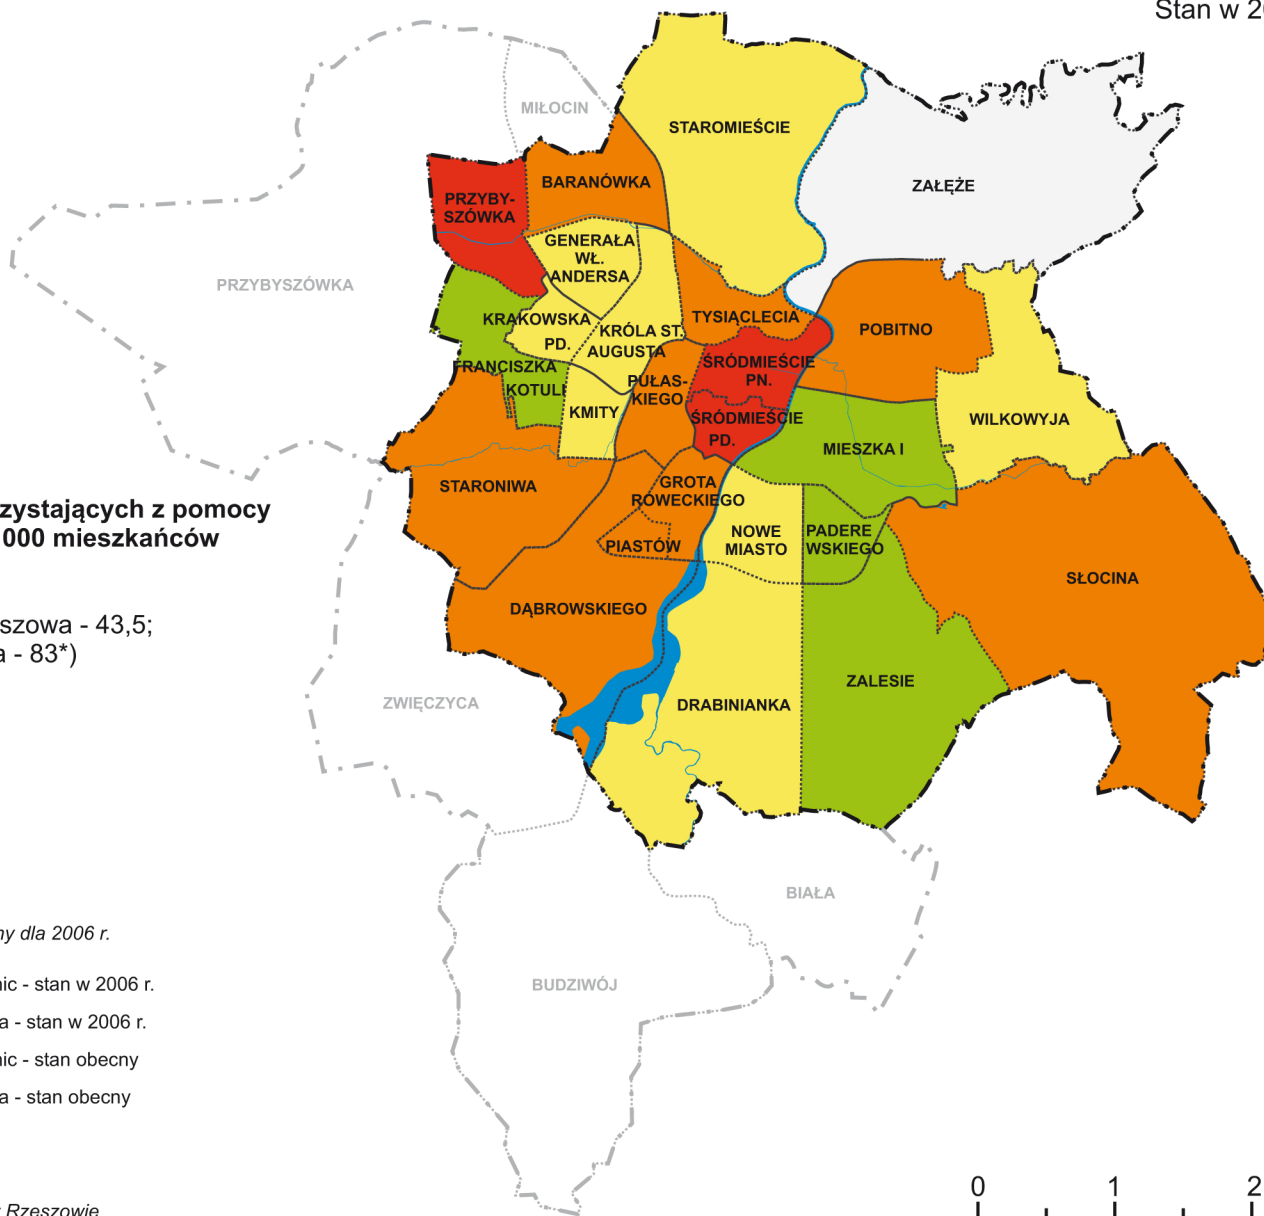 Stan w 20
MIŁOCIN
STAROMIEŚCIE
BARANÓWKA
ZAŁĘŻE
PRZYBY-
SZÓWKA
GENERAŁA
WŁ.
ANDERSA
PRZYBYSZÓWKA
KRAKOWSKA
PD.
TYSIĄCLECIA
KRÓLA ST.
AUGUSTA
POBITNO
FRANCISZKA
KOTULI
ŚRÓDMIEŚCIE
PN.
PUŁAS-
KIEGO
KMITY
ŚRÓDMIEŚCIE
PD.
WILKOWYJA
MIESZKA I
STARONIWA
GROTA
ROWECKIEGO
zystających z pomocy
000 mieszkańców
NOWE
MIASTO
PADERE
WSKIEGO
PIASTÓW
SŁOCINA
DĄBROWSKIEGO
szowa - 43,5;
a - 83*)
ZALESIE
ZWIĘCZYCA
DRABINIANKA
BIAŁA
ny dla 2006 r.
nic - stan w 2006 r.
BUDZIWÓJ
a - stan w 2006 r.
nic - stan obecny
a - stan obecny
0 1 2
Rzeszowie